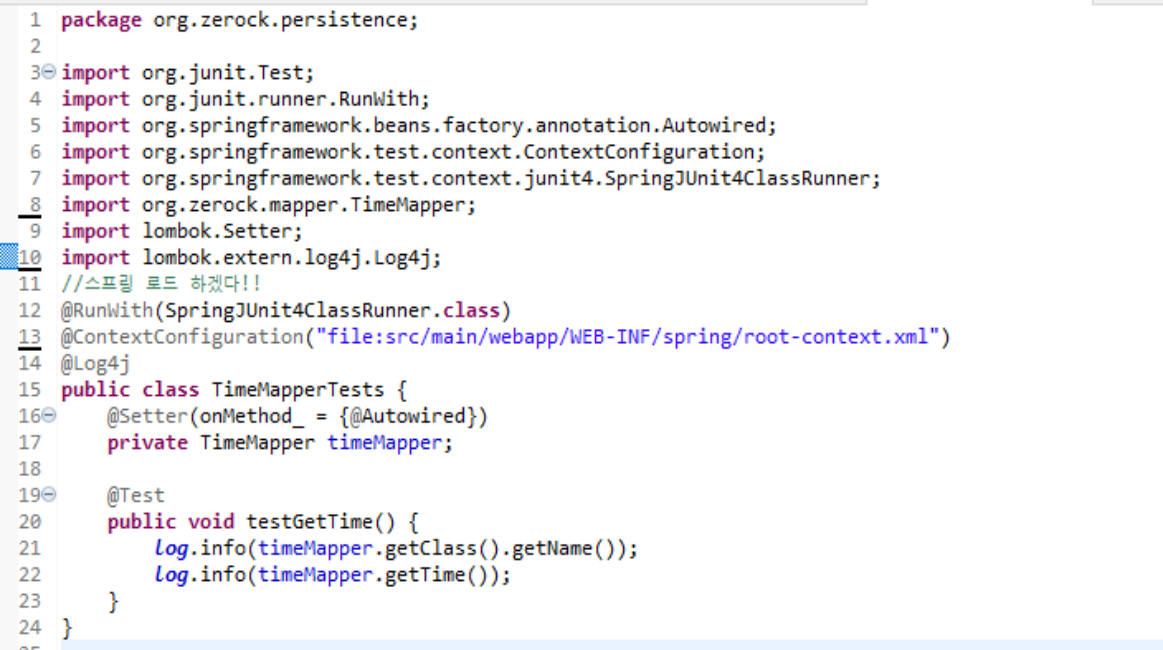 1 package org.zerock.persistence;
2
3 import org.junit.Test;
4 import org.junit.runner.RunWith;
5 import org.springframework.beans.factory.annotation.Autowired;
6 import org.springframework.test.context.ContextConfiguration;
7 import org.springframework.test.context.junit4.SpringJUnit4ClassRunner;
8 import org.zerock.mapper.TimeMapper;
9 import lombok.Setter;
10 import lombok.extern.log4j.Log4j;
11 //스프링 로드 하겠다!!
12 @RunWith(SpringJUnit4ClassRunner.class)
13 @ContextConfiguration("file:src/main/webapp/WEB-INF/spring/root-context.xml")
14 @Log4j
15 public class TimeMapperTests {
16     @Setter(onMethod_ = {@Autowired})
17     private TimeMapper timeMapper;
18
19     @Test
20     public void testGetTime() {
21         log.info(timeMapper.getClass().getName());
22         log.info(timeMapper.getTime());
23     }
24 }